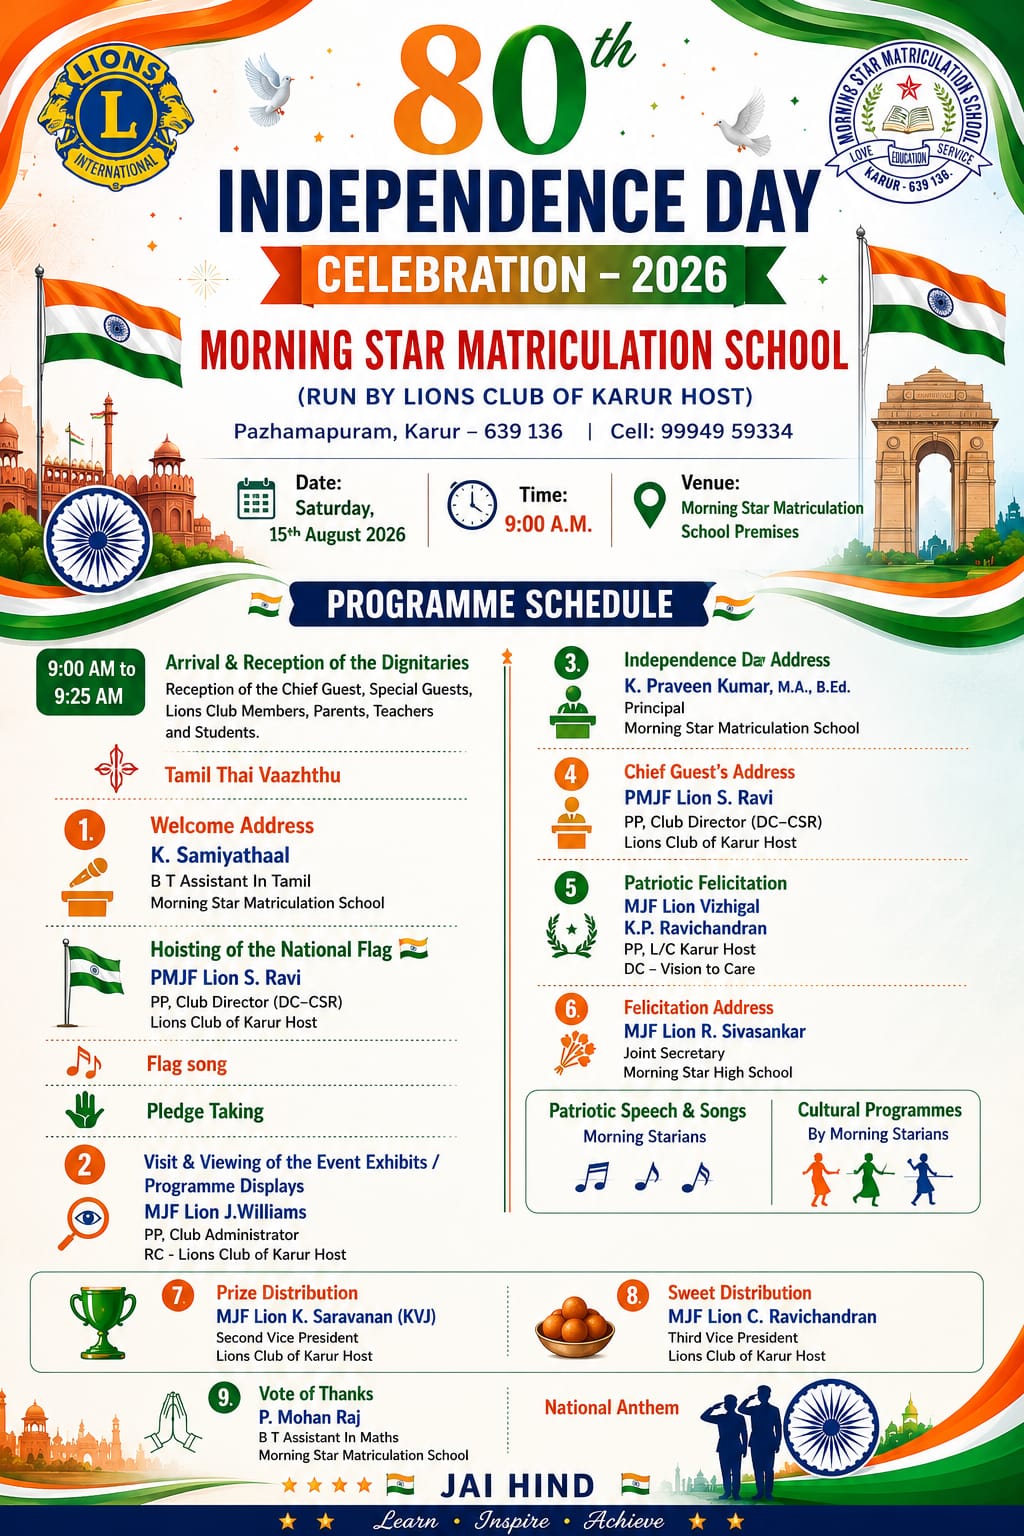 LIONS
L
INTERNATIONAL
80th
MORNING STAR MATRICULATION SCHOOL
LOVE EDUCATION SERVICE
KARUR - 639 136.
INDEPENDENCE DAY
CELEBRATION – 2026
MORNING STAR MATRICULATION SCHOOL
(RUN BY LIONS CLUB OF KARUR HOST)
Pazhamapuram, Karur – 639 136 | Cell: 99949 59334
Date:
Saturday,
15th August 2026
Time:
9:00 A.M.
Venue:
Morning Star Matriculation
School Premises
PROGRAMME SCHEDULE
9:00 AM to
9:25 AM
Arrival & Reception of the Dignitaries
Reception of the Chief Guest, Special Guests,
Lions Club Members, Parents, Teachers
and Students.
Tamil Thai Vaazhthu
1.
Welcome Address
K. Samiyathaal
B T Assistant In Tamil
Morning Star Matriculation School
Hoisting of the National Flag
PMJF Lion S. Ravi
PP, Club Director (DC–CSR)
Lions Club of Karur Host
Flag song
Pledge Taking
2
Visit & Viewing of the Event Exhibits /
Programme Displays
MJF Lion J.Williams
PP, Club Administrator
RC - Lions Club of Karur Host
3.
Independence Day Address
K. Praveen Kumar, M.A., B.Ed.
Principal
Morning Star Matriculation School
4
Chief Guest's Address
PMJF Lion S. Ravi
PP, Club Director (DC–CSR)
Lions Club of Karur Host
5
Patriotic Felicitation
MJF Lion Vizhigal
K.P. Ravichandran
PP, L/C Karur Host
DC – Vision to Care
6.
Felicitation Address
MJF Lion R. Sivasankar
Joint Secretary
Morning Star High School
Patriotic Speech & Songs
Morning Starians
Cultural Programmes
By Morning Starians
7.
Prize Distribution
MJF Lion K. Saravanan (KVJ)
Second Vice President
Lions Club of Karur Host
8.
Sweet Distribution
MJF Lion C. Ravichandran
Third Vice President
Lions Club of Karur Host
9.
Vote of Thanks
P. Mohan Raj
B T Assistant In Maths
Morning Star Matriculation School
National Anthem
JAI HIND
Learn • Inspire • Achieve